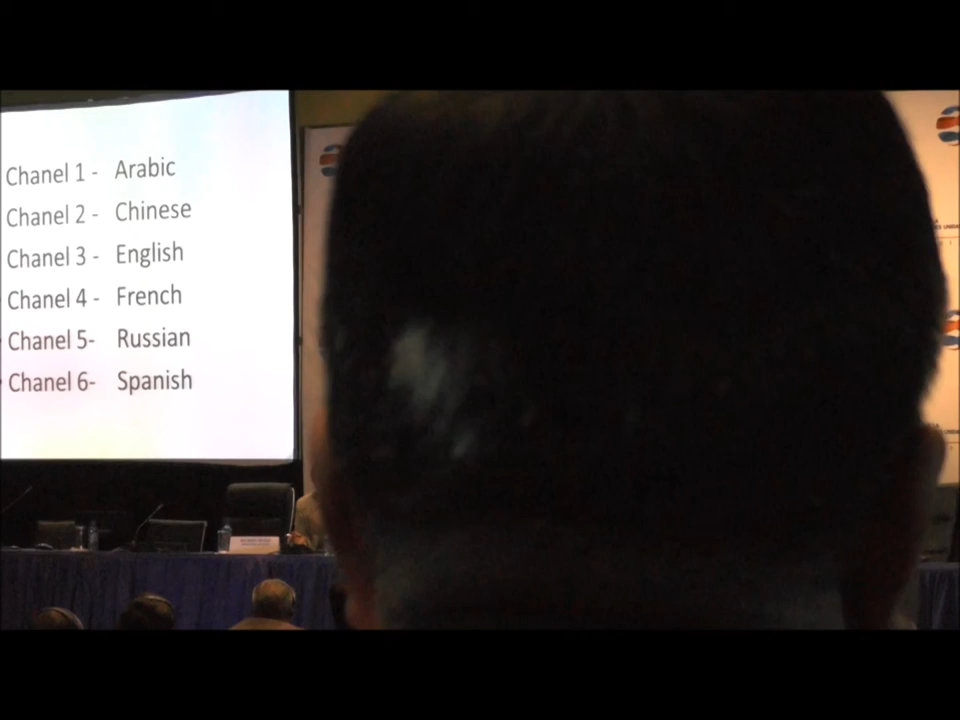 Chanel 1 - Arabic
Chanel 2 - Chinese
Chanel 3 - English
Chanel 4 - French
Chanel 5- Russian
Chanel 6- Spanish